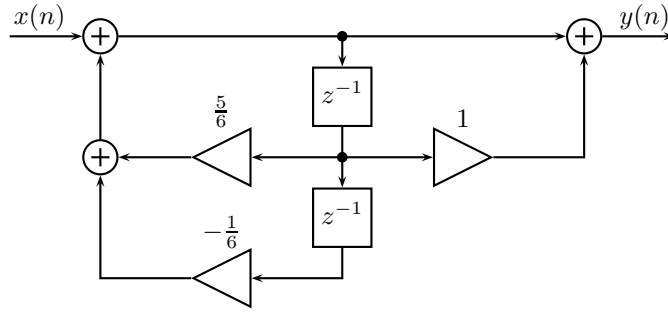 x(n) y(n)
z⁻¹
5/6 1
z⁻¹
-1/6